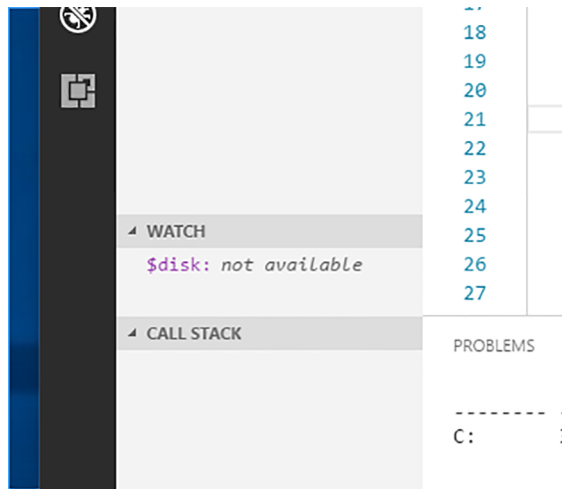 18
19
20
21
22
23
24
25
26
27
WATCH
$disk: not available
CALL STACK
PROBLEMS
-------- -
C: